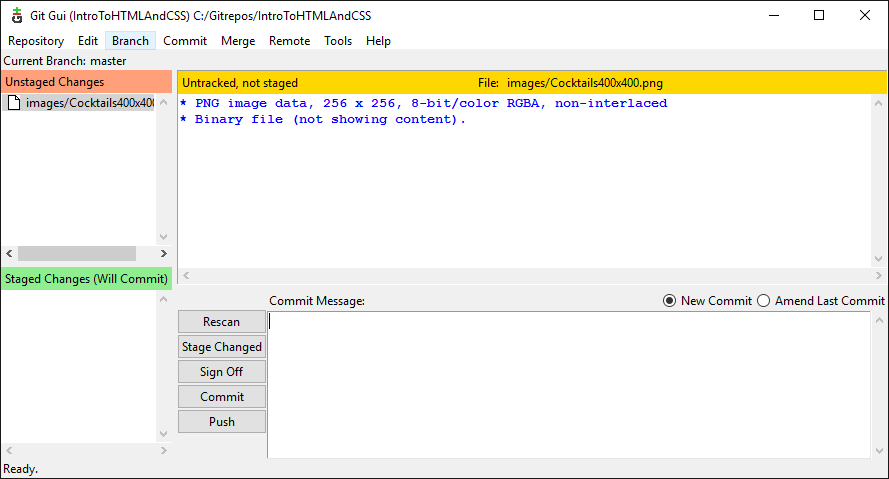 Git Gui (IntroToHTMLAndCSS) C:/Gitrepos/IntroToHTMLAndCSS
Repository Edit Branch Commit Merge Remote Tools Help
Current Branch: master
Unstaged Changes
images/Cocktails400x400
Untracked, not staged File: images/Cocktails400x400.png
* PNG image data, 256 x 256, 8-bit/color RGBA, non-interlaced
* Binary file (not showing content).
Staged Changes (Will Commit)
Commit Message: New Commit Amend Last Commit
Rescan
Stage Changed
Sign Off
Commit
Push
Ready.